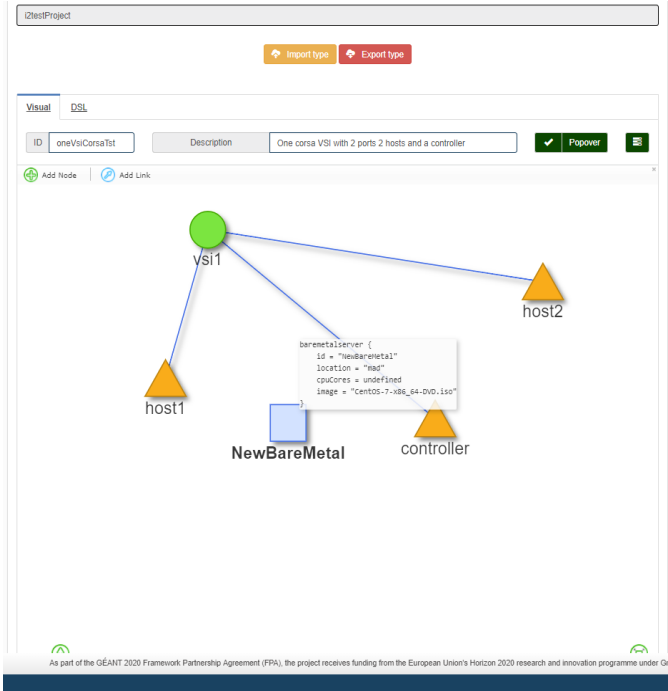 i2testProject
Import type Export type
Visual DSL
ID oneVsiCorsaTst Description One corsa VSI with 2 ports 2 hosts and a controller Popover
Add Node Add Link
vsi1
host2
baremetalserver {
id = "NewBareMetal"
location = "mad"
cpuCores = undefined
image = "CentOS-7-x86_64-DVD.iso"
}
host1
NewBareMetal
controller
As part of the GÉANT 2020 Framework Partnership Agreement (FPA), the project receives funding from the European Union's Horizon 2020 research and innovation programme under